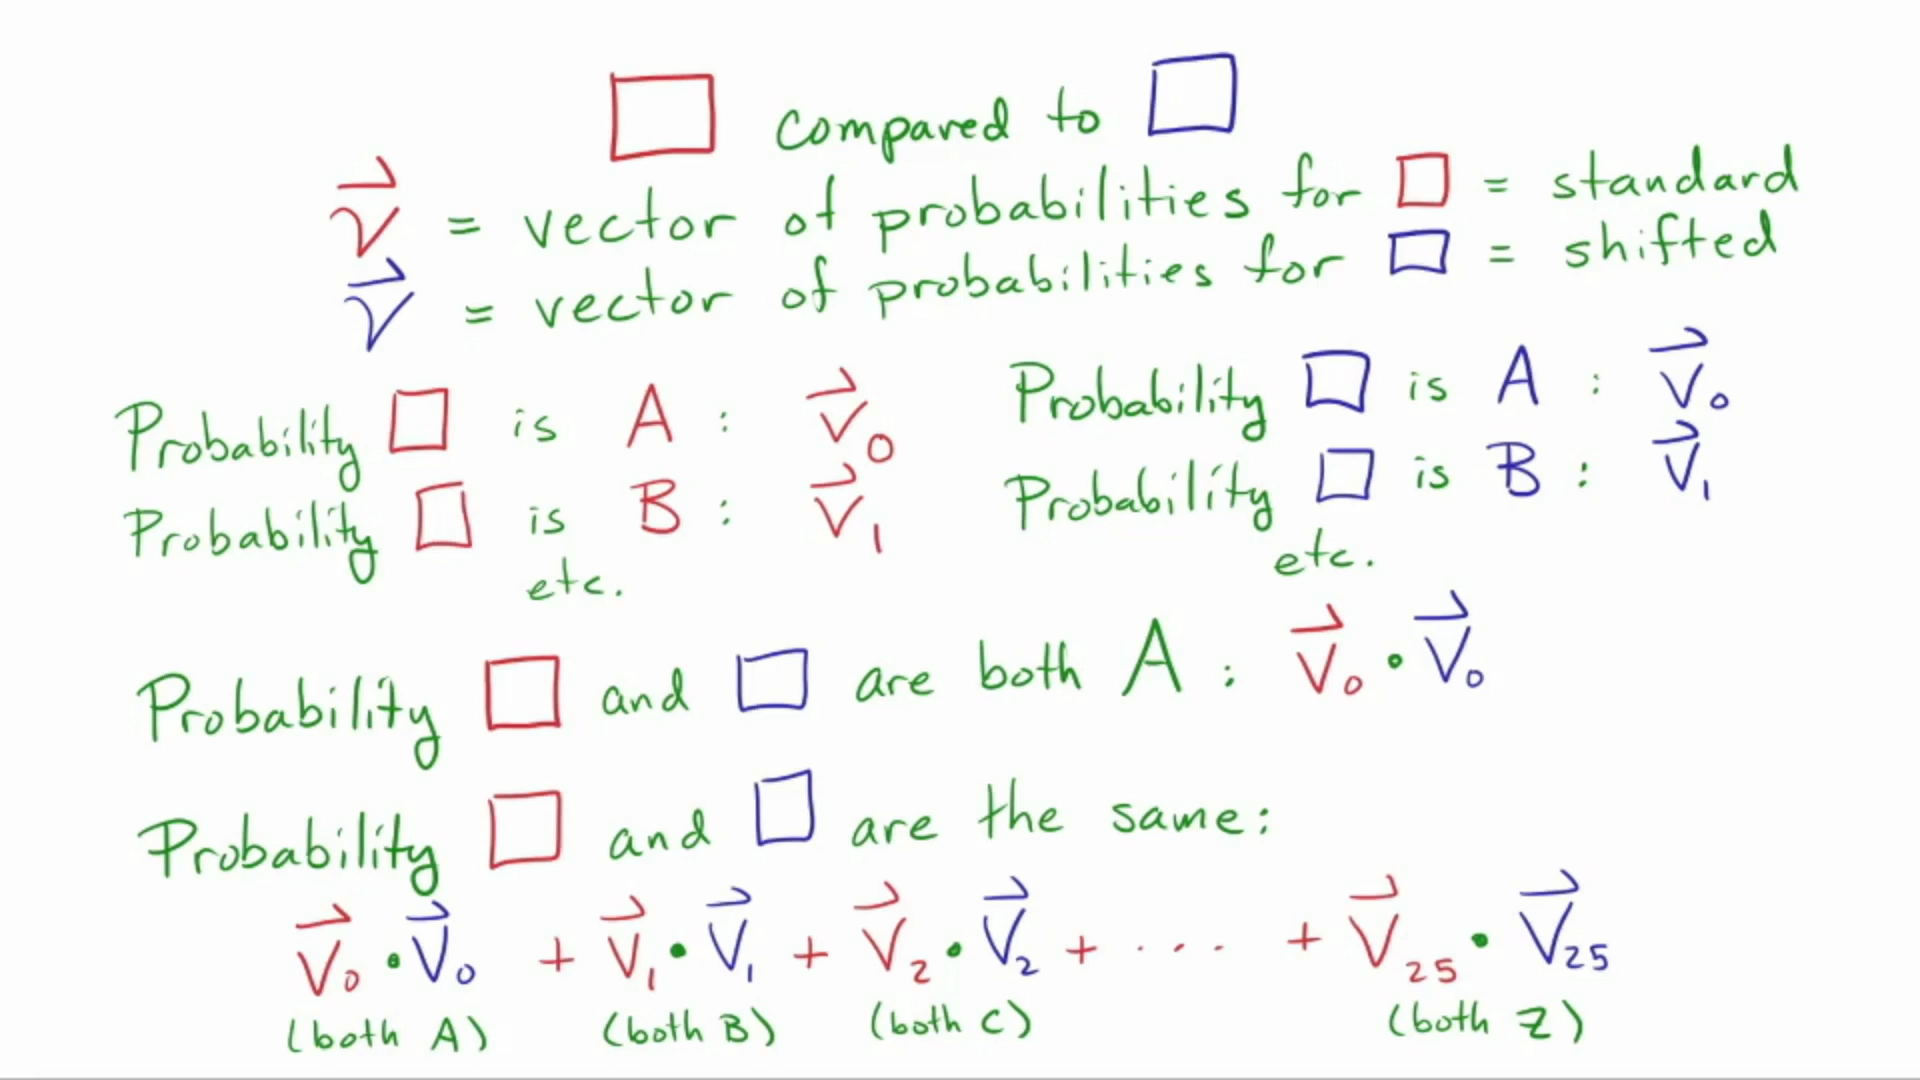 □ compared to □
V⃗ = vector of probabilities for □ = standard
V⃗ = vector of probabilities for □ = shifted
Probability □ is A : V⃗₀
Probability □ is B : V⃗₁
etc.
Probability □ is A : V⃗₀
Probability □ is B : V⃗₁
etc.
Probability □ and □ are both A : V⃗₀ • V⃗₀
Probability □ and □ are the same:
V⃗₀ • V⃗₀ + V⃗₁ • V⃗₁ + V⃗₂ • V⃗₂ + ... + V⃗₂₅ • V⃗₂₅
(both A) (both B) (both C) (both Z)